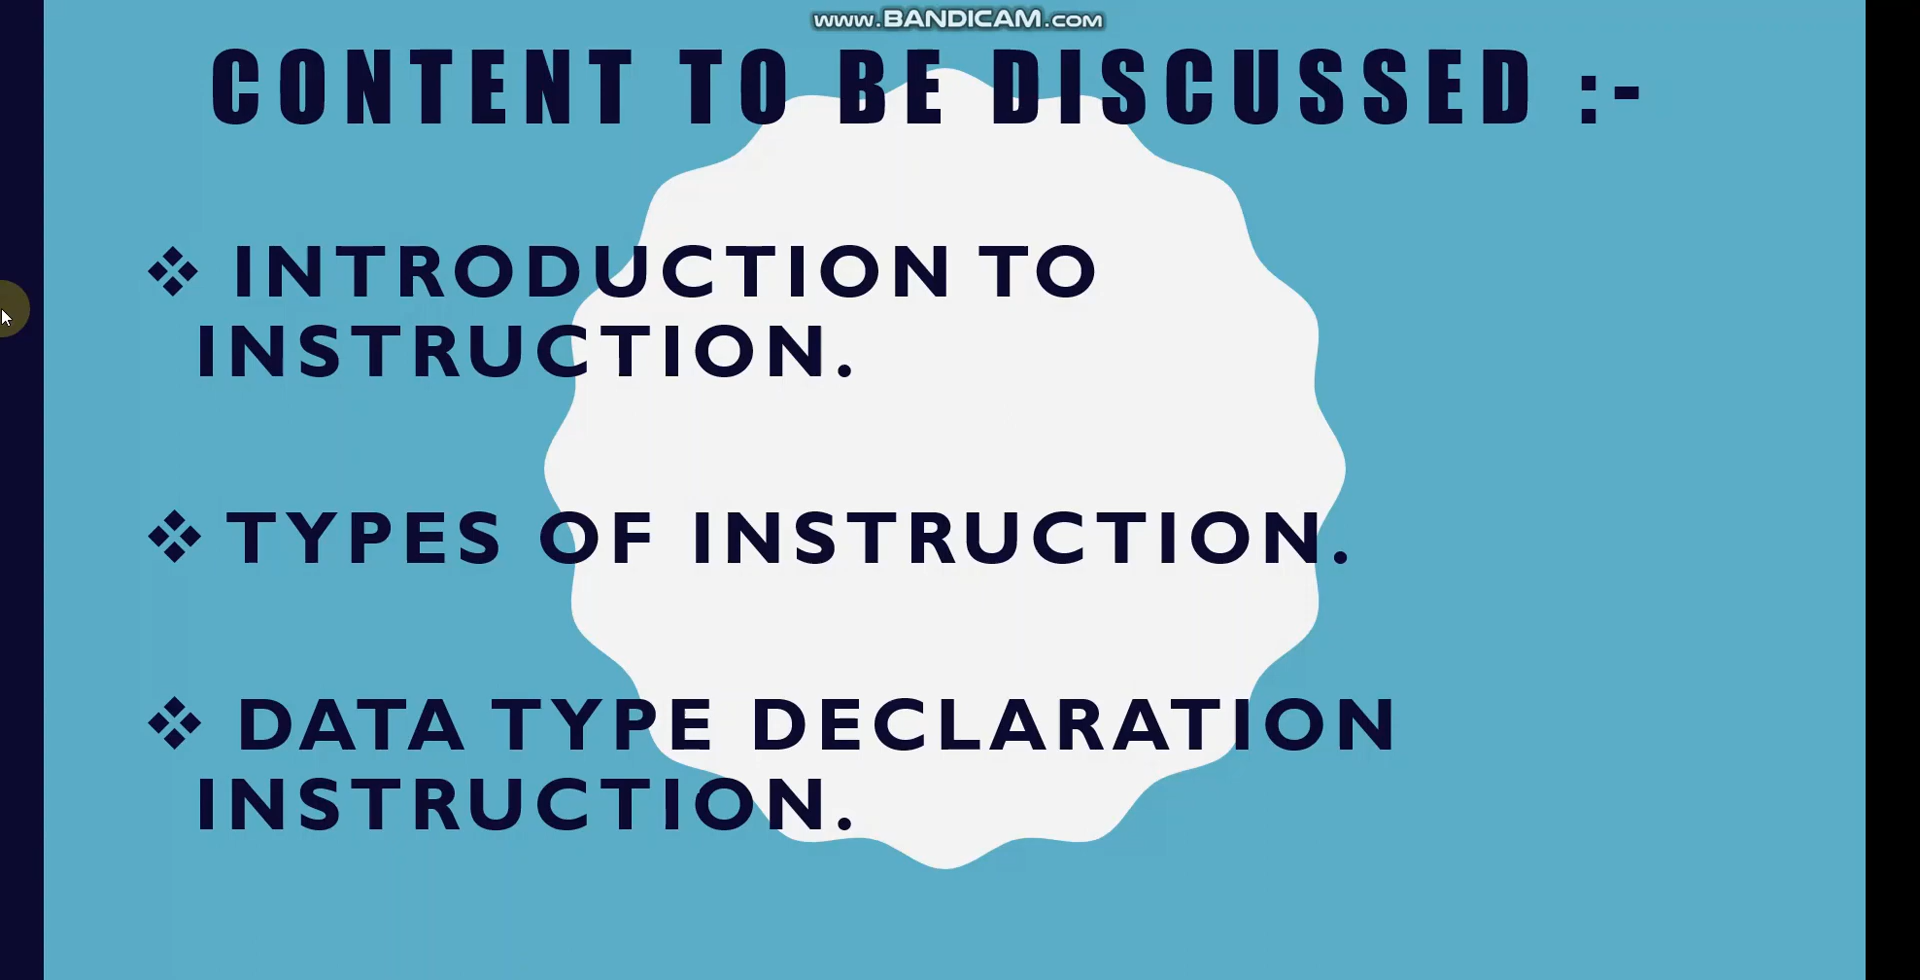 www.BANDICAM.com
CONTENT TO BE DISCUSSED :-
❖ INTRODUCTION TO
INSTRUCTION.
❖ TYPES OF INSTRUCTION.
❖ DATA TYPE DECLARATION
INSTRUCTION.